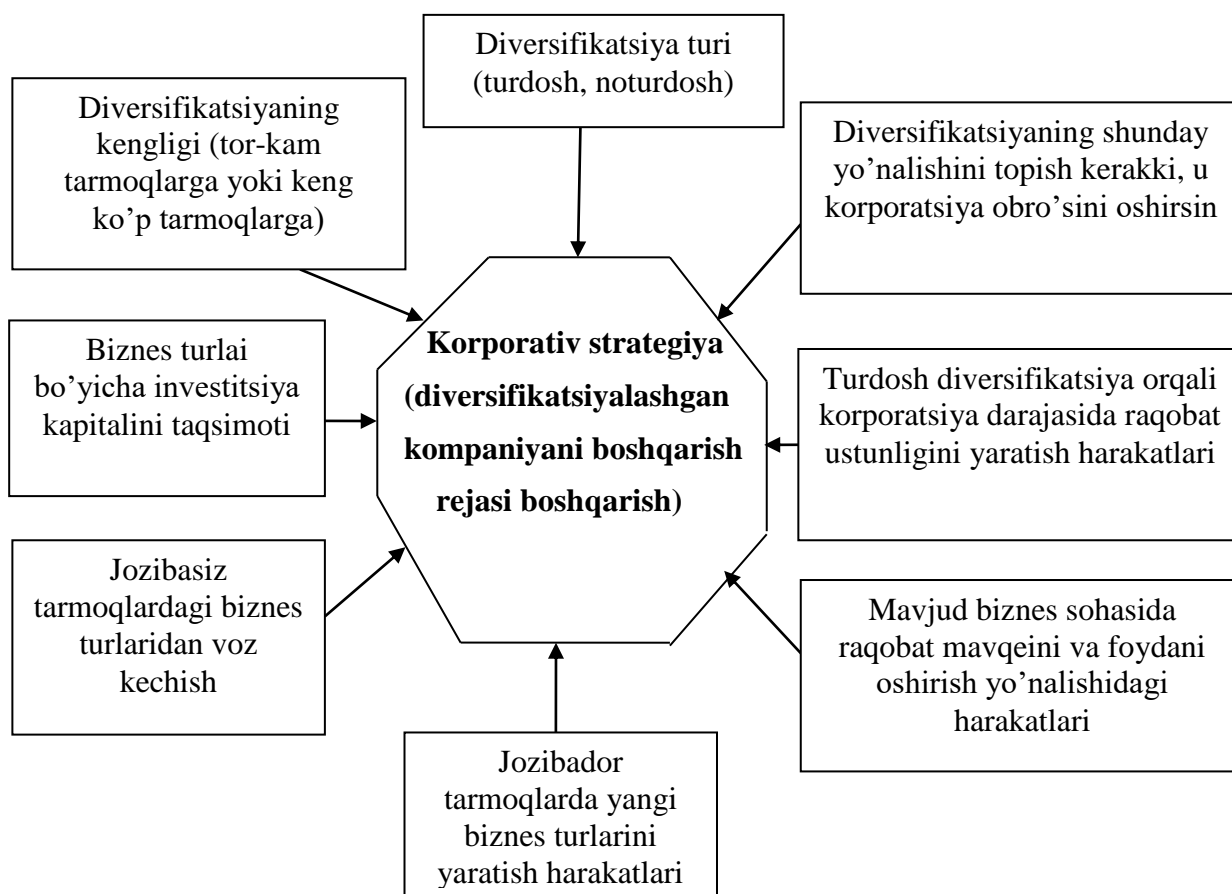 Diversifikatsiya turi
(turdosh, noturdosh)
Diversifikatsiyaning
kengligi (tor-kam
tarmoqlarga yoki keng
ko’p tarmoqlarga)
Diversifikatsiyaning shunday
yo’nalishini topish kerakki, u
korporatsiya obro’sini oshirsin
Korporativ strategiya
(diversifikatsiyalashgan
kompaniyani boshqarish
rejasi boshqarish)
Biznes turlai
bo’yicha investitsiya
kapitalini taqsimoti
Turdosh diversifikatsiya orqali
korporatsiya darajasida raqobat
ustunligini yaratish harakatlari
Jozibasiz
tarmoqlardagi biznes
turlaridan voz
kechish
Mavjud biznes sohasida
raqobat mavqeini va foydani
oshirish yo’nalishidagi
harakatlari
Jozibador
tarmoqlarda yangi
biznes turlarini
yaratish harakatlari